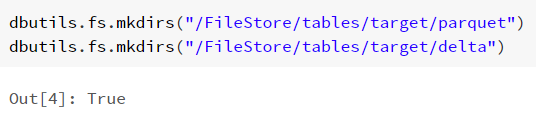 dbutils.fs.mkdirs("/FileStore/tables/target/parquet")
dbutils.fs.mkdirs("/FileStore/tables/target/delta")
Out[4]: True